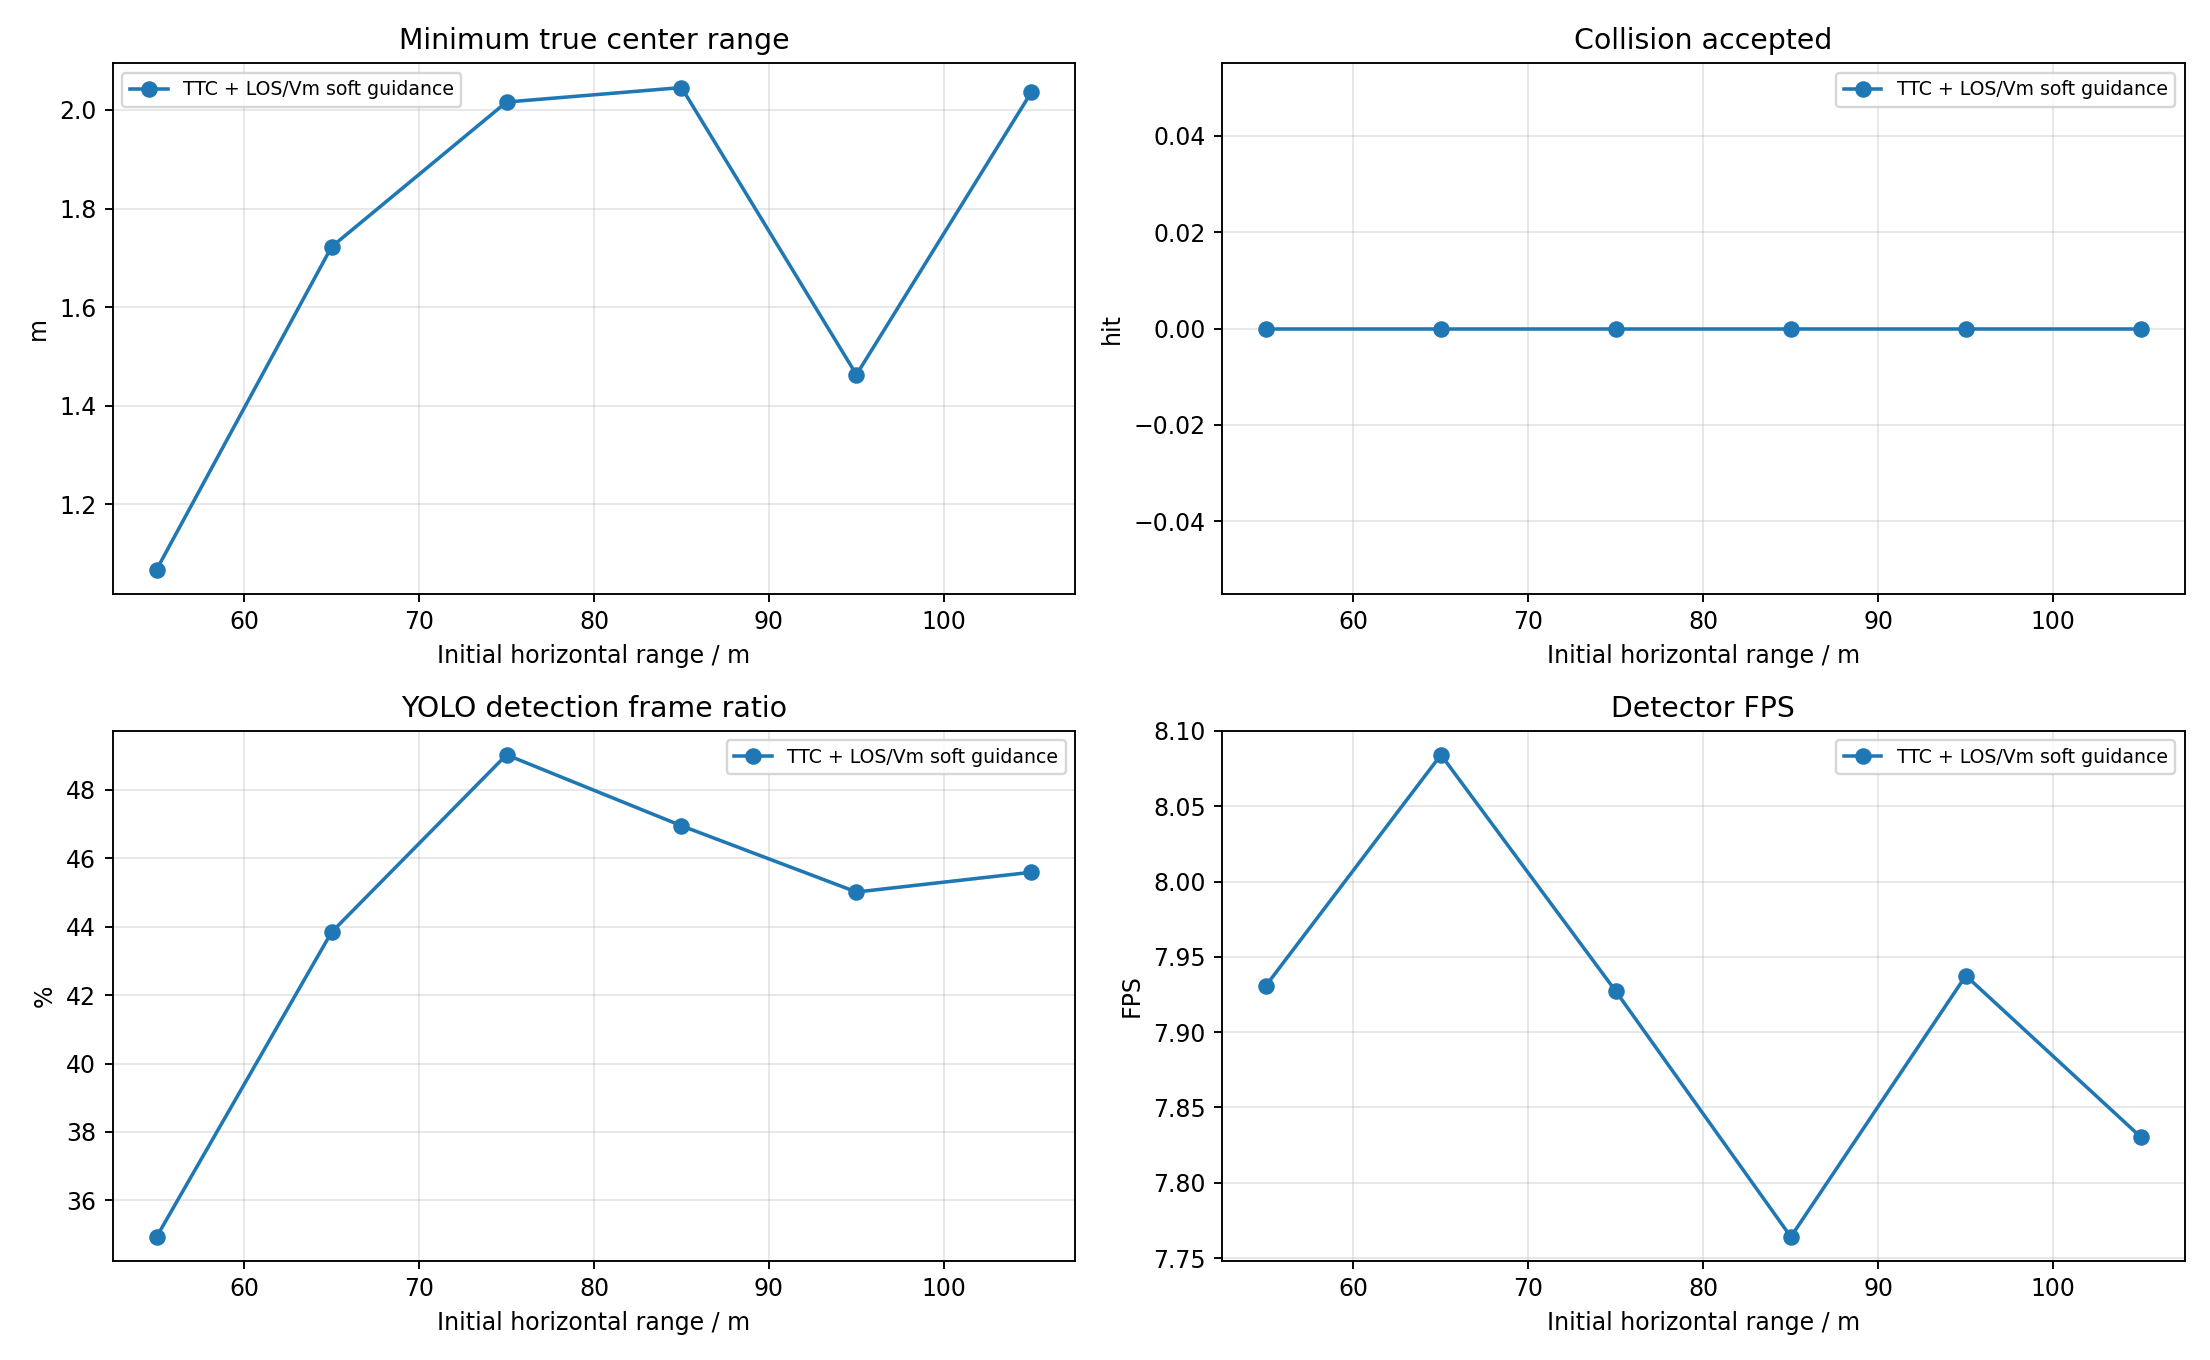 Minimum true center range
TTC + LOS/Vm soft guidance
m
2.0
1.8
1.6
1.4
1.2
60 70 80 90 100
Initial horizontal range / m
Collision accepted
TTC + LOS/Vm soft guidance
hit
0.04
0.02
0.00
−0.02
−0.04
60 70 80 90 100
Initial horizontal range / m
YOLO detection frame ratio
TTC + LOS/Vm soft guidance
%
48
46
44
42
40
38
36
60 70 80 90 100
Initial horizontal range / m
Detector FPS
TTC + LOS/Vm soft guidance
FPS
8.10
8.05
8.00
7.95
7.90
7.85
7.80
7.75
60 70 80 90 100
Initial horizontal range / m